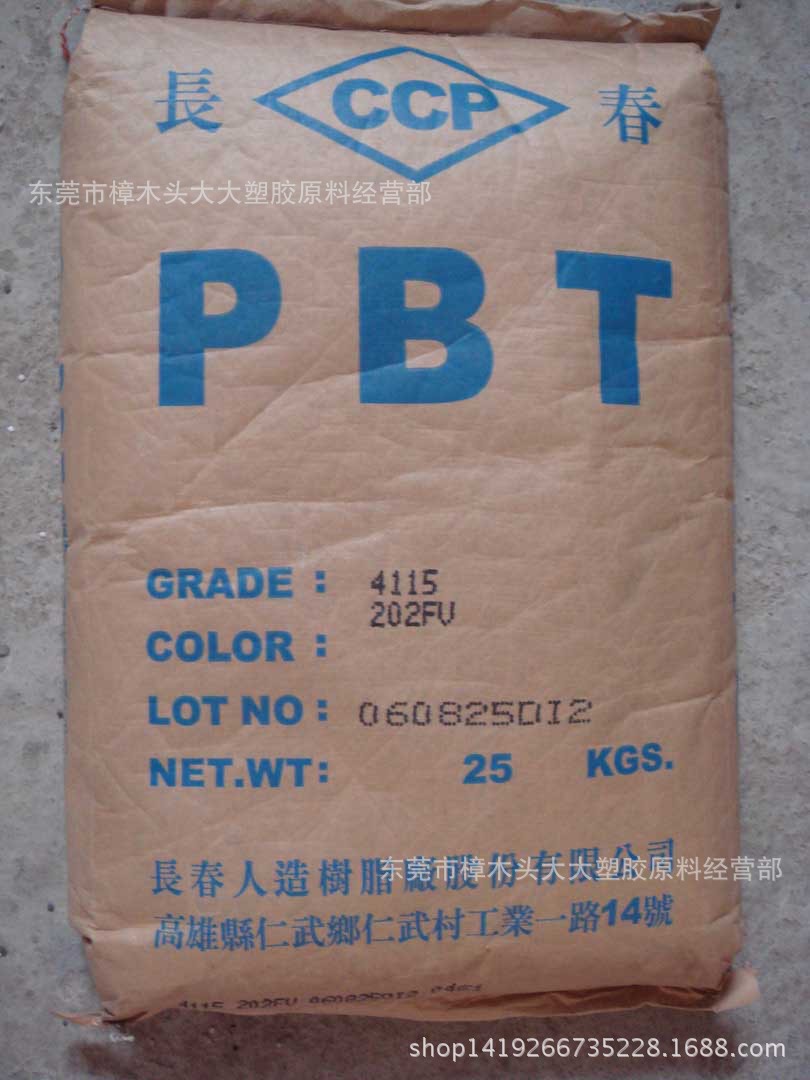 長 CCP 春
东莞市樟木头大大塑胶原料经营部
PBT
GRADE : 4115
202FV
COLOR :
LOT NO : 060825DI2
NET.WT: 25 KGS.
長春人造樹脂廠股份有限公司
东莞市樟木头大大塑胶原料经营部
高雄縣仁武鄉仁武村工業一路14號
4115 202FV 060825DI2
shop1419266735228.1688.com